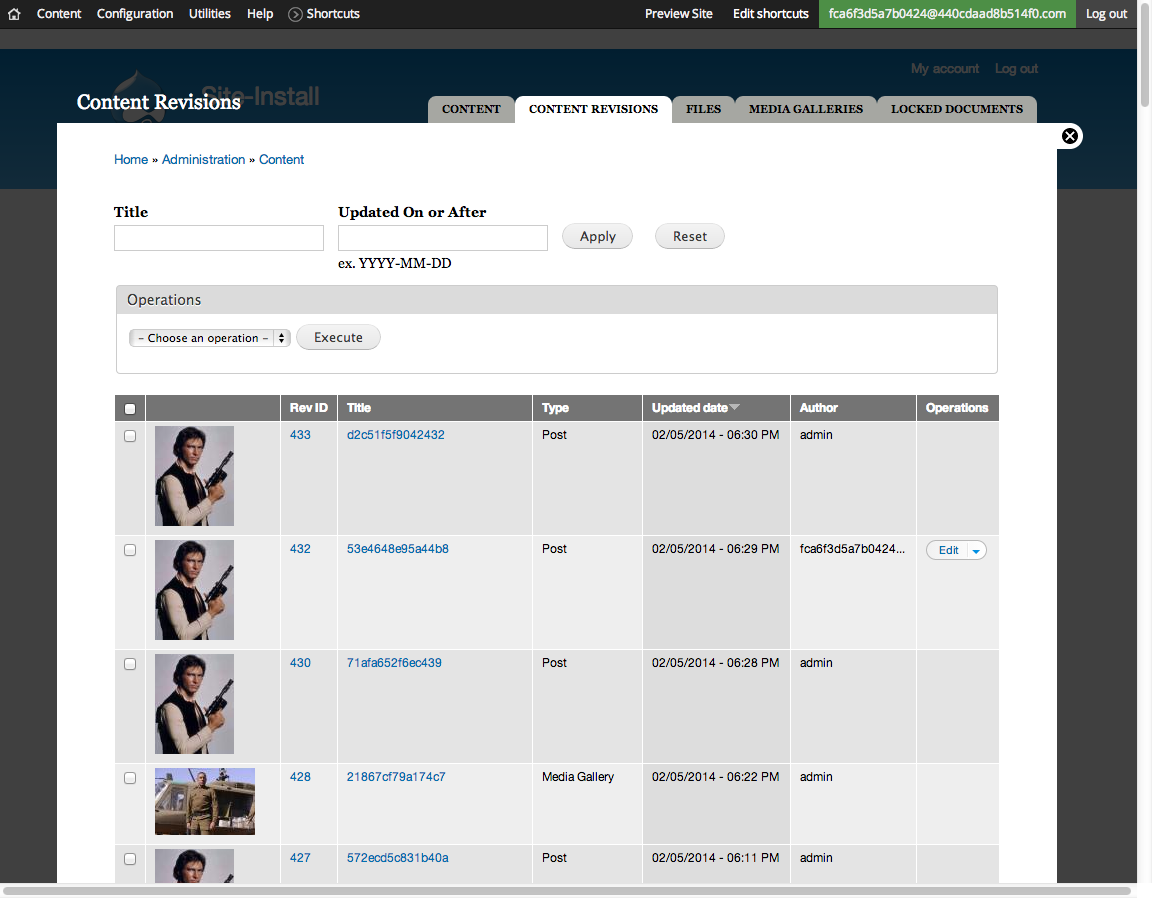 Content Configuration Utilities Help Shortcuts Preview Site Edit shortcuts fca6f3d5a7b0424@440cdaad8b514f0.com Log out
My account Log out
Site-Install
Content Revisions
CONTENT CONTENT REVISIONS FILES MEDIA GALLERIES LOCKED DOCUMENTS
Home » Administration » Content
Title Updated On or After
Apply Reset
ex. YYYY-MM-DD
Operations
- Choose an operation - Execute
Rev ID Title Type Updated date Author Operations
433 d2c51f5f9042432 Post 02/05/2014 - 06:30 PM admin
432 53e4648e95a44b8 Post 02/05/2014 - 06:29 PM fca6f3d5a7b0424... Edit
430 71afa652f6ec439 Post 02/05/2014 - 06:28 PM admin
428 21867cf79a174c7 Media Gallery 02/05/2014 - 06:22 PM admin
427 572ecd5c831b40a Post 02/05/2014 - 06:11 PM admin